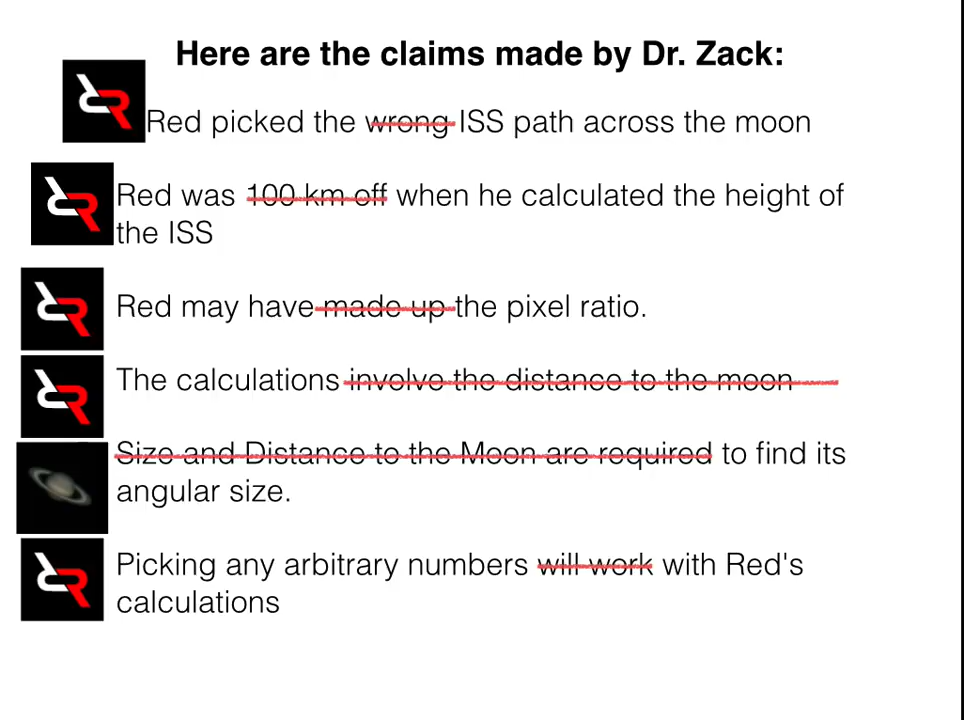 Here are the claims made by Dr. Zack:
Red picked the wrong ISS path across the moon
Red was 100 km off when he calculated the height of
the ISS
Red may have made up the pixel ratio.
The calculations involve the distance to the moon
Size and Distance to the Moon are required to find its
angular size.
Picking any arbitrary numbers will work with Red's
calculations